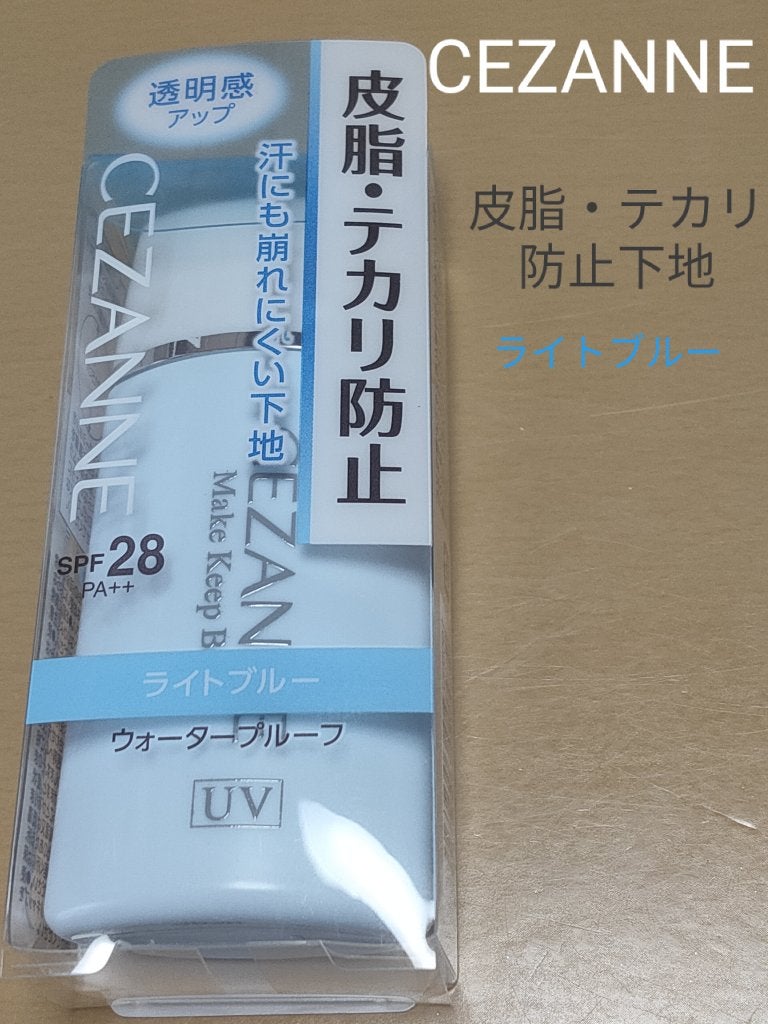 CEZANNE
皮脂・テカリ
防止下地
ライトブルー
透明感
アップ
皮脂・テカリ防止
汗にも崩れにくい下地
CEZANNE
CEZAN
Make Keep B
SPF28
PA++
ライトブルー
ウォータープルーフ
UV